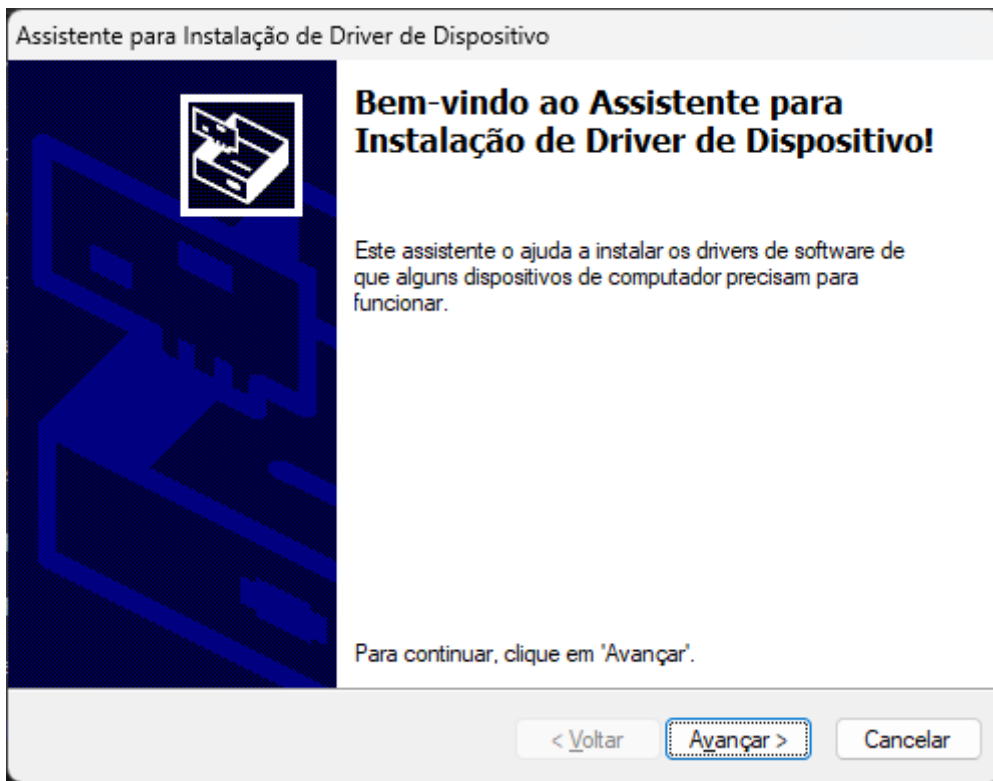 Assistente para Instalação de Driver de Dispositivo
Bem-vindo ao Assistente para
Instalação de Driver de Dispositivo!
Este assistente o ajuda a instalar os drivers de software de
que alguns dispositivos de computador precisam para
funcionar.
Para continuar, clique em 'Avançar'.
< Voltar
Avançar >
Cancelar